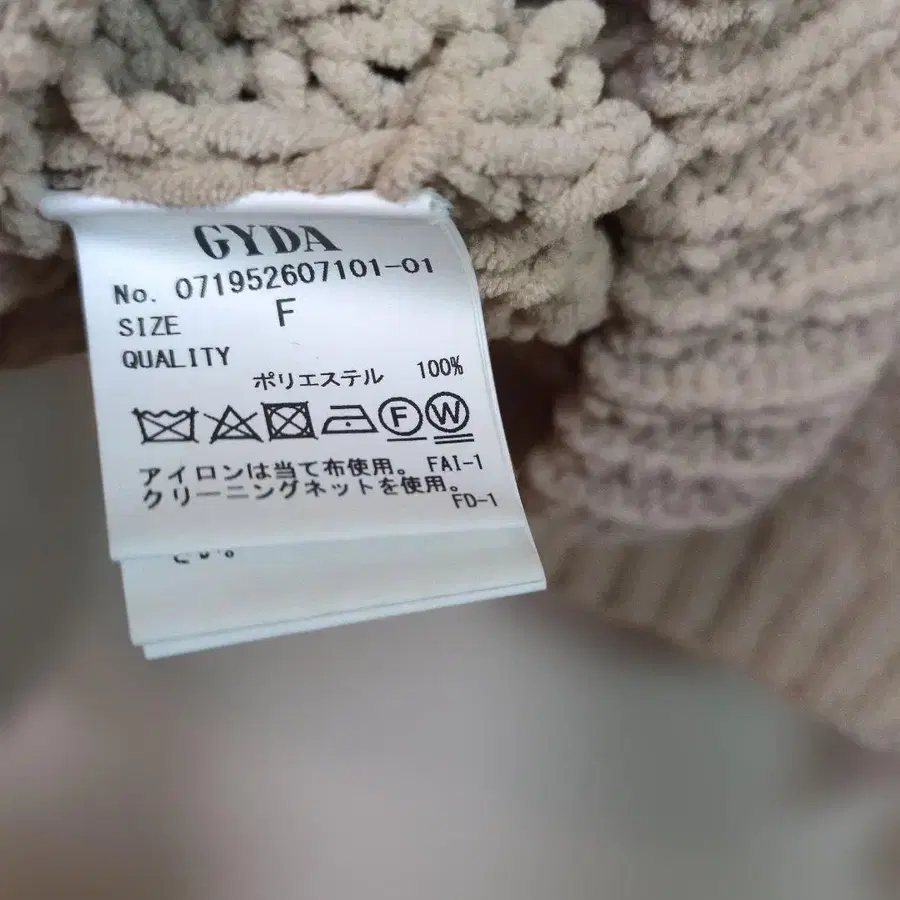 GYDA
No. 071952607101-01
SIZE F
QUALITY
ポリエステル 100%
F W
アイロンは当て布使用。 FAI-1
クリーニングネットを使用。
FD-1